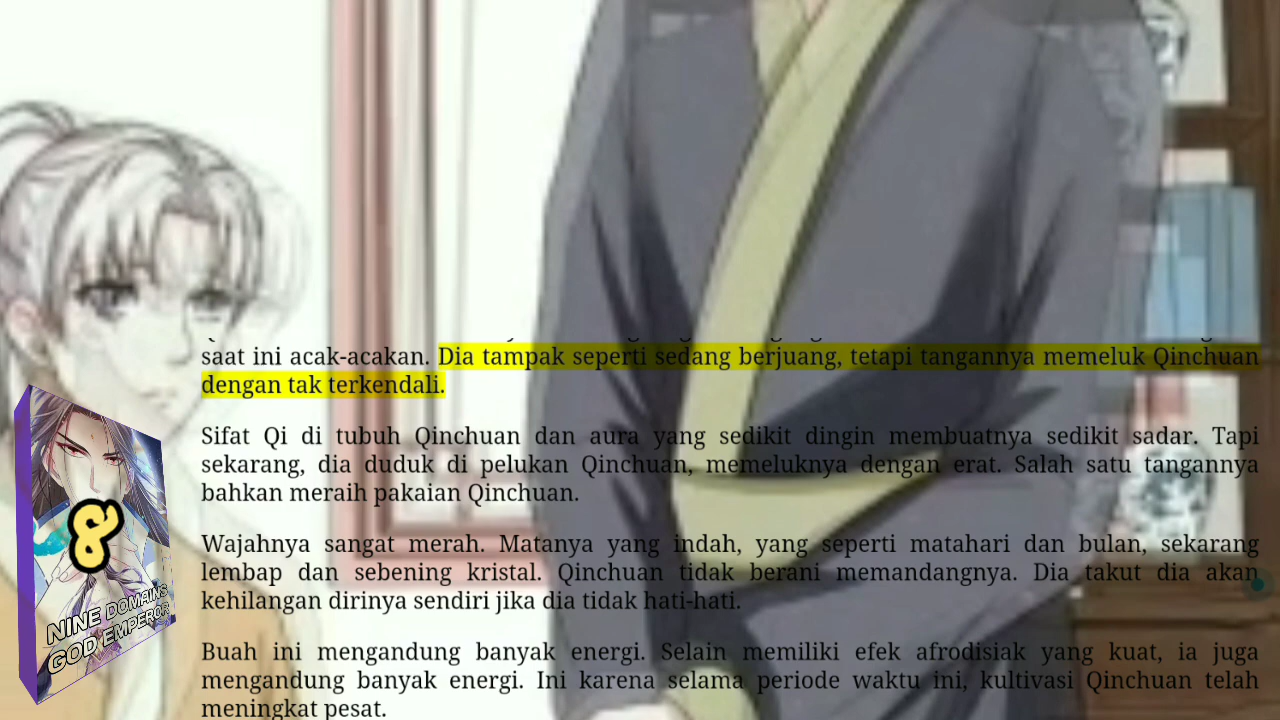 saat ini acak-acakan. Dia tampak seperti sedang berjuang, tetapi tangannya memeluk Qinchuan
dengan tak terkendali.
Sifat Qi di tubuh Qinchuan dan aura yang sedikit dingin membuatnya sedikit sadar. Tapi
sekarang, dia duduk di pelukan Qinchuan, memeluknya dengan erat. Salah satu tangannya
bahkan meraih pakaian Qinchuan.
Wajahnya sangat merah. Matanya yang indah, yang seperti matahari dan bulan, sekarang
lembap dan sebening kristal. Qinchuan tidak berani memandangnya. Dia takut dia akan
kehilangan dirinya sendiri jika dia tidak hati-hati.
Buah ini mengandung banyak energi. Selain memiliki efek afrodisiak yang kuat, ia juga
mengandung banyak energi. Ini karena selama periode waktu ini, kultivasi Qinchuan telah
meningkat pesat.
8
NINE DOMAINS
GOD EMPEROR